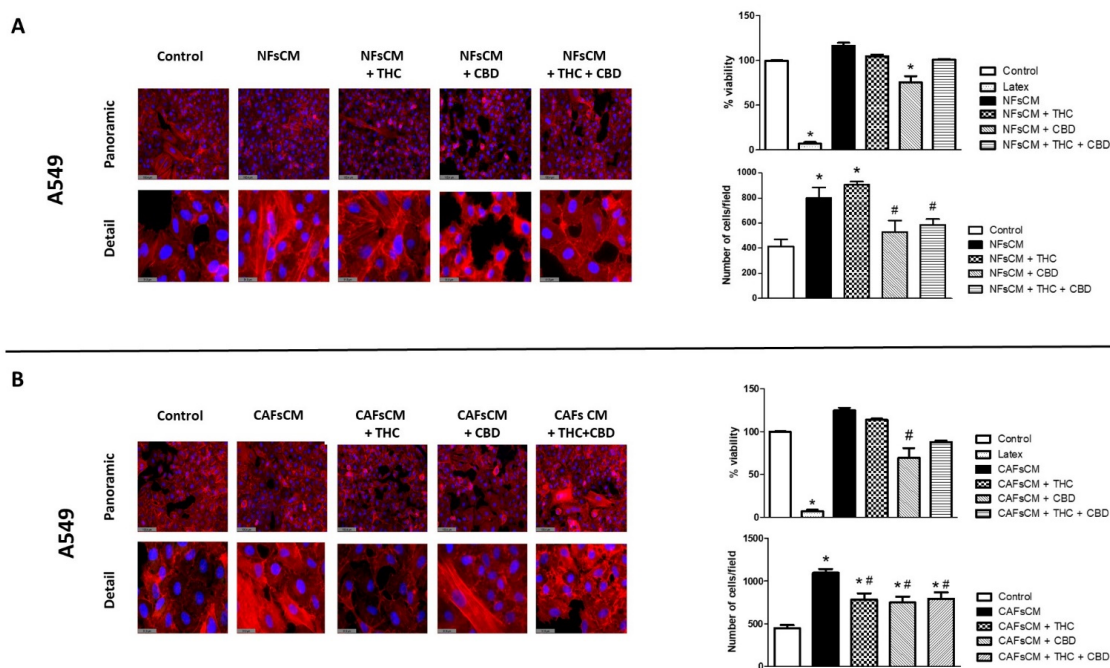 A
A549
Control
NFsCM
NFsCM
+ THC
NFsCM
+ CBD
NFsCM
+ THC + CBD
Panoramic
Detail
% viability
150
100
50
0
*
*
Control
Latex
NFsCM
NFsCM + THC
NFsCM + CBD
NFsCM + THC + CBD
Number of cells/field
1000
800
600
400
200
0
*
*
#
#
Control
NFsCM
NFsCM + THC
NFsCM + CBD
NFsCM + THC + CBD
B
A549
Control
CAFsCM
CAFsCM
+ THC
CAFsCM
+ CBD
CAFs CM
+ THC+CBD
Panoramic
Detail
% viability
150
100
50
0
*
#
Control
Latex
CAFsCM
CAFsCM + THC
CAFsCM + CBD
CAFsCM + THC + CBD
Number of cells/field
1500
1000
500
0
*
* #
* #
* #
Control
CAFsCM
CAFsCM + THC
CAFsCM + CBD
CAFsCM + THC + CBD